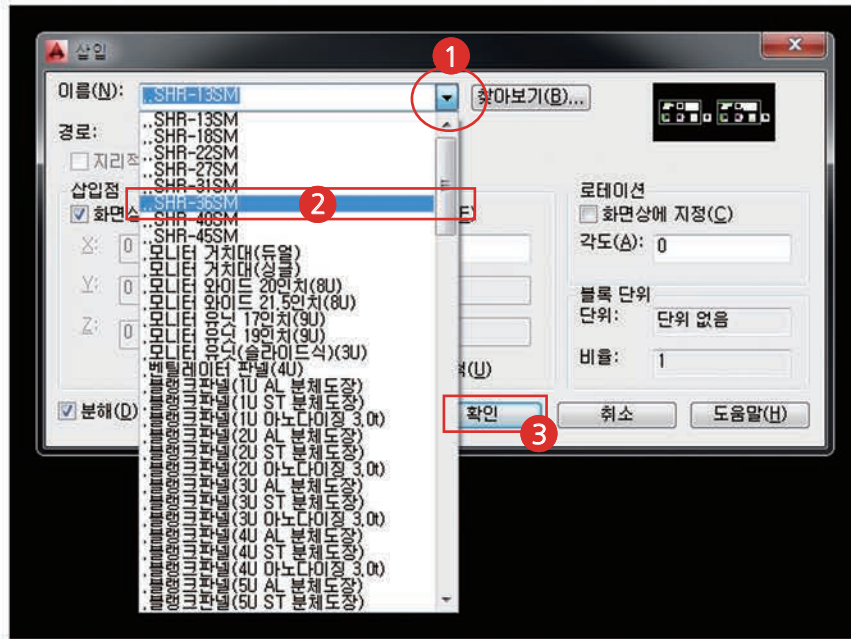 삽입
1
이름(N):
..SHR-13SM
찾아보기(B)...
..SHR-13SM
..SHR-18SM
..SHR-22SM
..SHR-27SM
..SHR-31SM
..SHR-36SM
2
..SHR-40SM
..SHR-45SM
.모니터 거치대(듀얼)
.모니터 거치대(싱글)
.모니터 와이드 20인치(8U)
.모니터 와이드 21.5인치(8U)
.모니터 유닛 17인치(9U)
.모니터 유닛 19인치(9U)
.모니터 유닛(슬라이드식)(3U)
.벤틸레이터 판넬(4U)
.블랭크판넬(1U AL 분체도장)
.블랭크판넬(1U ST 분체도장)
.블랭크판넬(1U 아노다이징 3.0t)
.블랭크판넬(2U AL 분체도장)
.블랭크판넬(2U ST 분체도장)
.블랭크판넬(2U 아노다이징 3.0t)
.블랭크판넬(3U AL 분체도장)
.블랭크판넬(3U ST 분체도장)
.블랭크판넬(3U 아노다이징 3.0t)
.블랭크판넬(4U AL 분체도장)
.블랭크판넬(4U ST 분체도장)
.블랭크판넬(4U 아노다이징 3.0t)
.블랭크판넬(5U AL 분체도장)
.블랭크판넬(5U ST 분체도장)
경로:
지리적
삽입점
화면상
X: 0
Y: 0
Z: 0
E)
(U)
로테이션
화면상에 지정(C)
각도(A): 0
블록 단위
단위: 단위 없음
비율: 1
분해(D)
확인
3
취소
도움말(H)